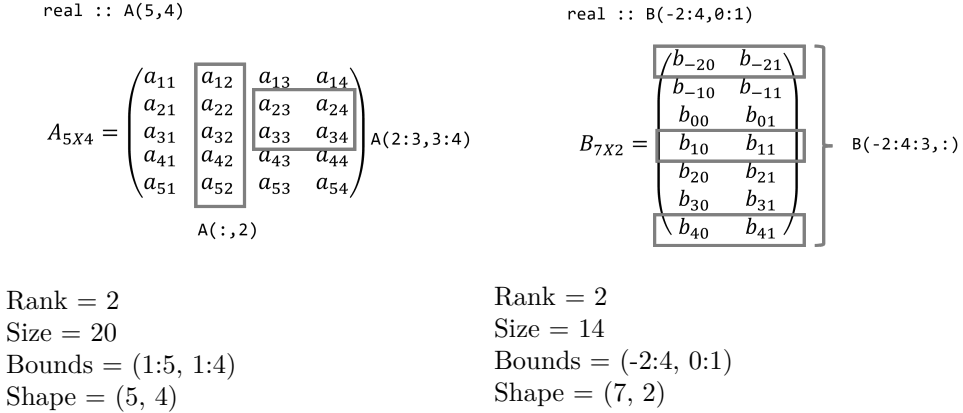 real :: A(5,4)
a₁₁ a₁₂ a₁₃ a₁₄
a₂₁ a₂₂ a₂₃ a₂₄
A₅ₓ₄ = a₃₁ a₃₂ a₃₃ a₃₄ A(2:3,3:4)
a₄₁ a₄₂ a₄₃ a₄₄
a₅₁ a₅₂ a₅₃ a₅₄
A(:,2)
Rank = 2
Size = 20
Bounds = (1:5, 1:4)
Shape = (5, 4)
real :: B(-2:4,0:1)
b₋₂₀ b₋₂₁
b₋₁₀ b₋₁₁
b₀₀ b₀₁
B₇ₓ₂ = b₁₀ b₁₁ B(-2:4:3,:)
b₂₀ b₂₁
b₃₀ b₃₁
b₄₀ b₄₁
Rank = 2
Size = 14
Bounds = (-2:4, 0:1)
Shape = (7, 2)